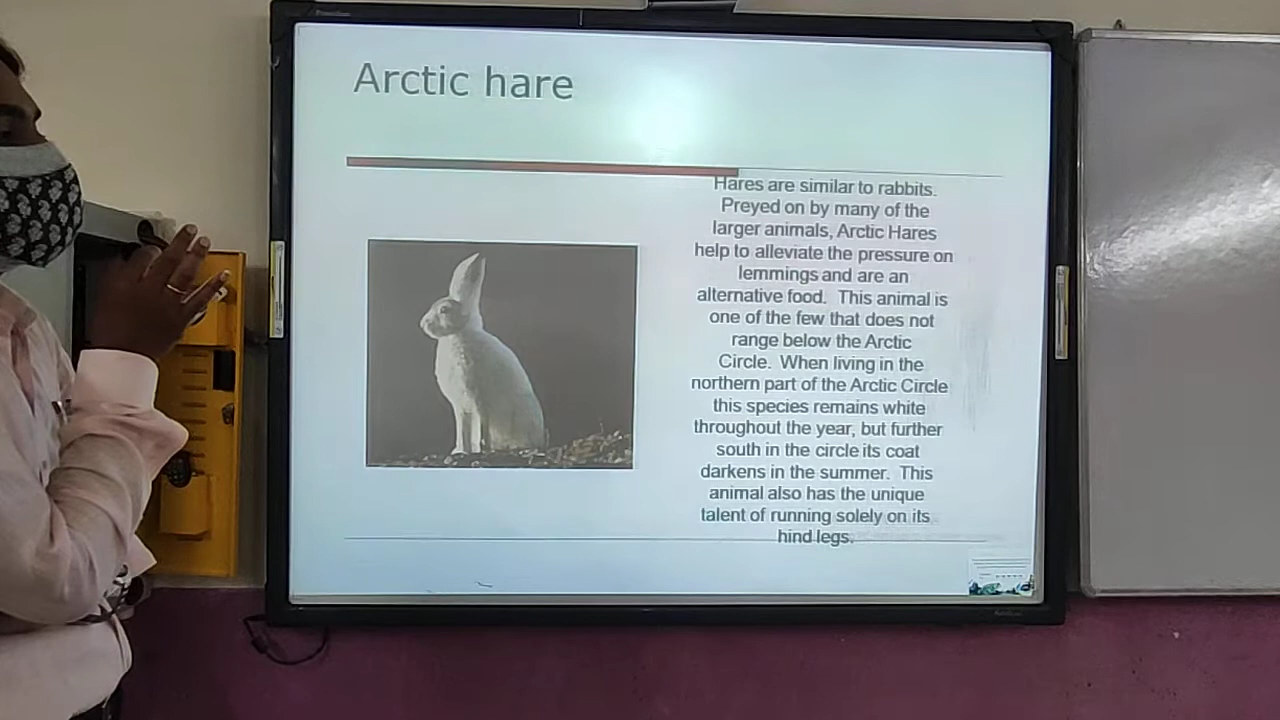 Arctic hare
Hares are similar to rabbits.
Preyed on by many of the
larger animals, Arctic Hares
help to alleviate the pressure on
lemmings and are an
alternative food. This animal is
one of the few that does not
range below the Arctic
Circle. When living in the
northern part of the Arctic Circle
this species remains white
throughout the year, but further
south in the circle its coat
darkens in the summer. This
animal also has the unique
talent of running solely on its
hind legs.